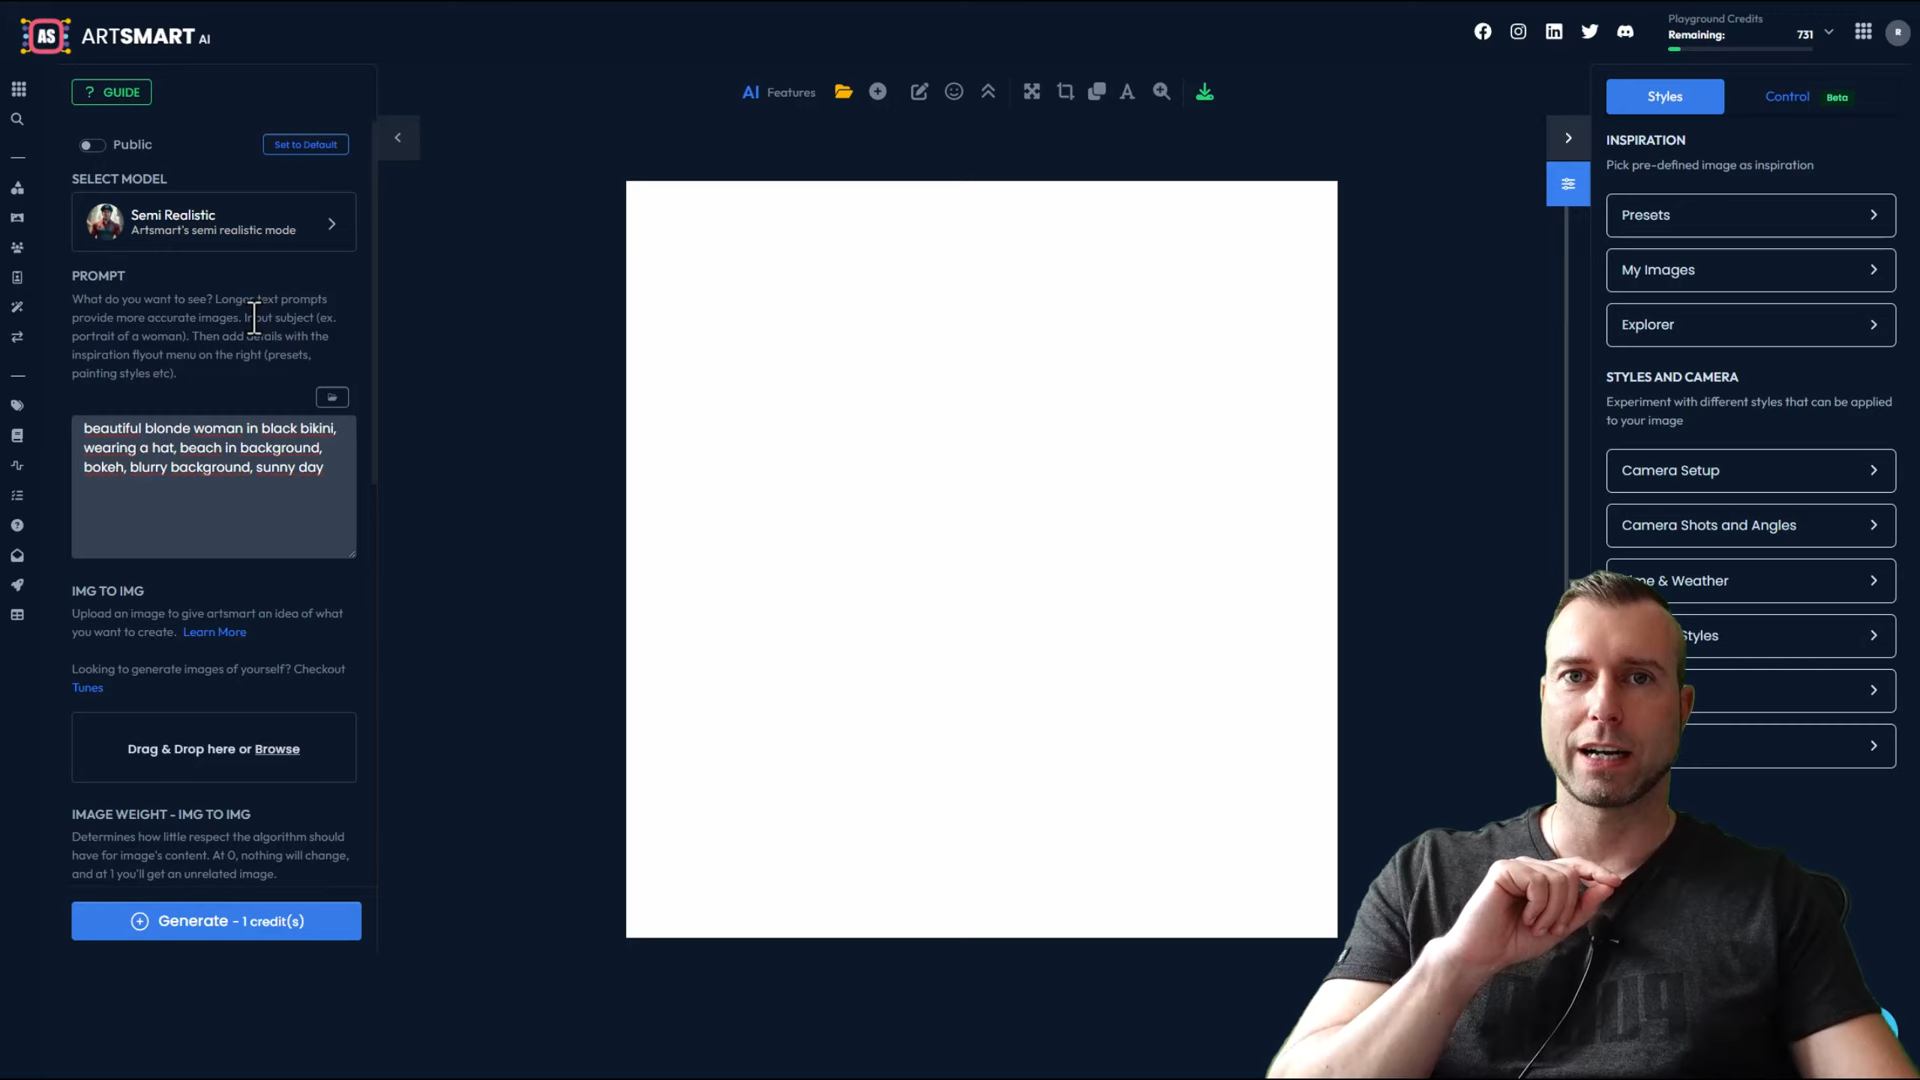 AS ARTSMART AI
Playground Credits
Remaining: 731
R
? GUIDE
Public
Set to Default
SELECT MODEL
Semi Realistic
Artsmart's semi realistic mode
PROMPT
What do you want to see? Longer text prompts
provide more accurate images. Input subject (ex.
portrait of a woman). Then add details with the
inspiration flyout menu on the right (presets,
painting styles etc).
beautiful blonde woman in black bikini,
wearing a hat, beach in background,
bokeh, blurry background, sunny day
IMG TO IMG
Upload an image to give artsmart an idea of what
you want to create. Learn More
Looking to generate images of yourself? Checkout
Tunes
Drag & Drop here or Browse
IMAGE WEIGHT - IMG TO IMG
Determines how little respect the algorithm should
have for image's content. At 0, nothing will change,
and at 1 you'll get an unrelated image.
Generate - 1 credit(s)
AI Features
Styles
Control Beta
INSPIRATION
Pick pre-defined image as inspiration
Presets
My Images
Explorer
STYLES AND CAMERA
Experiment with different styles that can be applied
to your image
Camera Setup
Camera Shots and Angles
& Weather
Styles